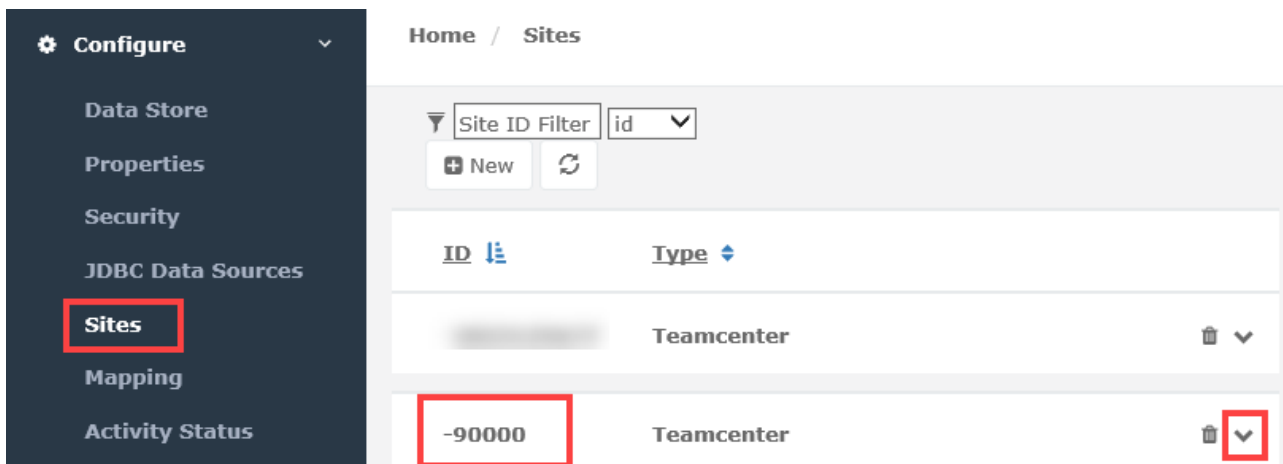 Configure
Data Store
Properties
Security
JDBC Data Sources
Sites
Mapping
Activity Status
Home / Sites
Site ID Filter id
New
ID Type
Teamcenter
-90000 Teamcenter